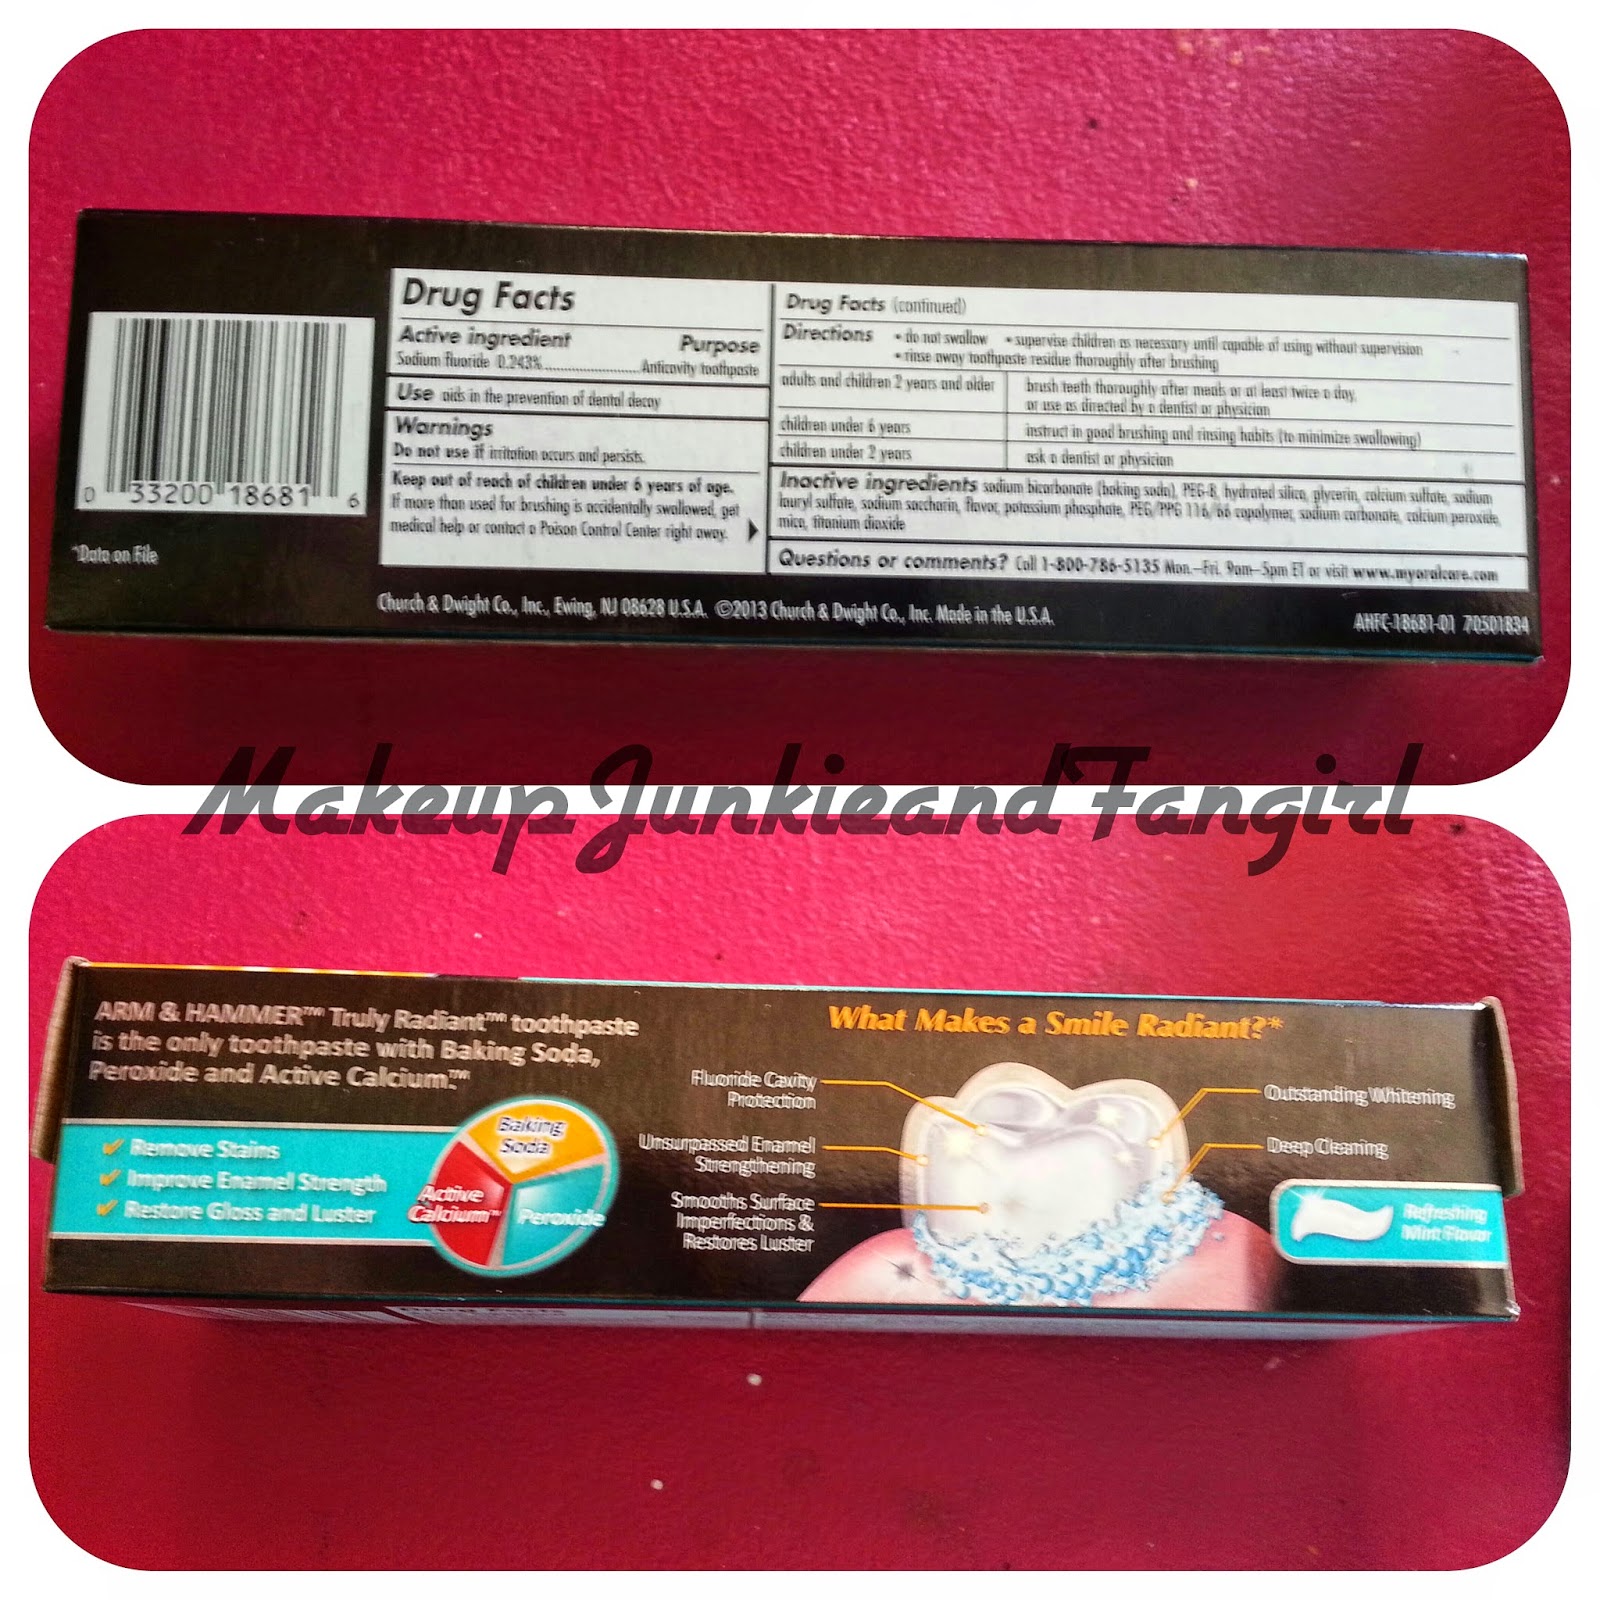 Drug Facts
Active ingredient Purpose
Sodium fluoride 0.243%........................Anticavity toothpaste
Use aids in the prevention of dental decay
Warnings
Do not use if irritation occurs and persists.
Keep out of reach of children under 6 years of age.
If more than used for brushing is accidentally swallowed, get
medical help or contact a Poison Control Center right away.
0 33200 18681 6
*Data on File
Drug Facts (continued)
Directions • do not swallow • supervise children as necessary until capable of using without supervision
• rinse away toothpaste residue thoroughly after brushing
adults and children 2 years and older brush teeth thoroughly after meals or at least twice a day,
or use as directed by a dentist or physician
children under 6 years instruct in good brushing and rinsing habits (to minimize swallowing)
children under 2 years ask a dentist or physician
Inactive ingredients sodium bicarbonate (baking soda), PEG-8, hydrated silica, glycerin, calcium sulfate, sodium
lauryl sulfate, sodium saccharin, flavor, potassium phosphate, PEG/PPG 116/66 copolymer, sodium carbonate, calcium peroxide,
mica, titanium dioxide
Questions or comments? Call 1-800-786-5135 Mon.–Fri. 9am–5pm ET or visit www.myoralcare.com
Church & Dwight Co., Inc., Ewing, NJ 08628 U.S.A. ©2013 Church & Dwight Co., Inc. Made in the U.S.A.
AHFC-18681-01 70501834
MakeupJunkieandFangirl
ARM & HAMMER™ Truly Radiant™ toothpaste
is the only toothpaste with Baking Soda,
Peroxide and Active Calcium.™
✓ Remove Stains
✓ Improve Enamel Strength
✓ Restore Gloss and Luster
Baking
Soda
Active
Calcium™
Peroxide
What Makes a Smile Radiant?*
Fluoride Cavity
Protection
Unsurpassed Enamel
Strengthening
Smooths Surface
Imperfections &
Restores Luster
Outstanding Whitening
Deep Cleaning
Refreshing
Mint Flavor
Drug Facts